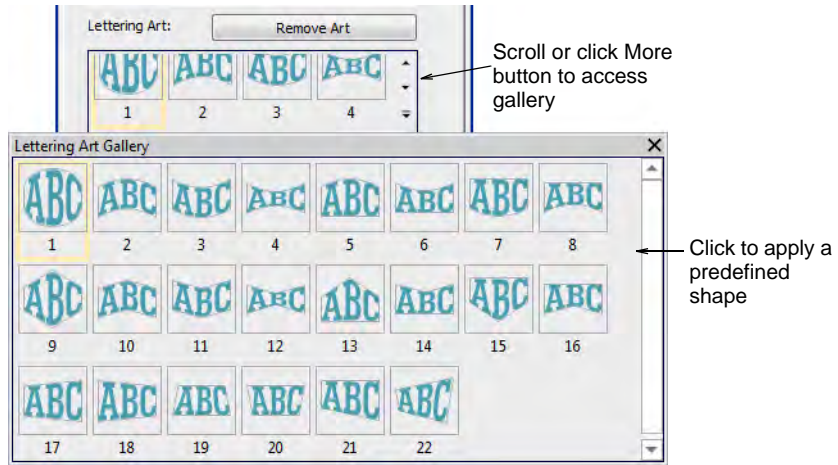 Lettering Art:
Remove Art
ABC ABC ABC ABC
1 2 3 4
Scroll or click More
button to access
gallery
Lettering Art Gallery
ABC ABC ABC ABC ABC ABC ABC ABC
1 2 3 4 5 6 7 8
Click to apply a
predefined
shape
ABC ABC ABC ABC ABC ABC ABC ABC
9 10 11 12 13 14 15 16
ABC ABC ABC ABC ABC ABC
17 18 19 20 21 22